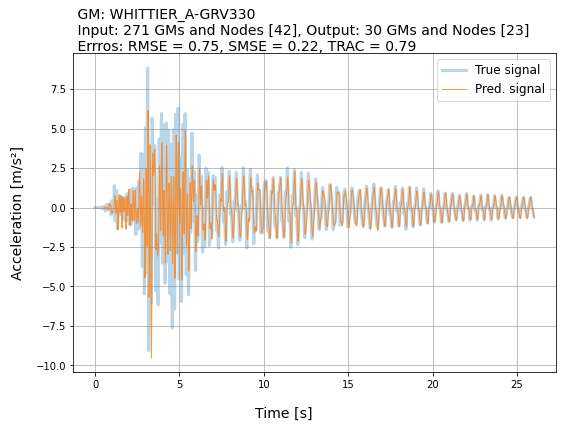 GM: WHITTIER_A-GRV330
Input: 271 GMs and Nodes [42], Output: 30 GMs and Nodes [23]
Errros: RMSE = 0.75, SMSE = 0.22, TRAC = 0.79
True signal
Pred. signal
7.5
5.0
2.5
0.0
−2.5
−5.0
−7.5
−10.0
Acceleration [m/s²]
0 5 10 15 20 25
Time [s]